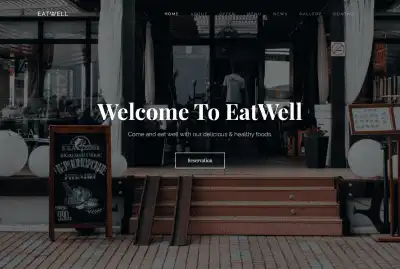 EATWELL
HOME ABOUT OFFER MENU NEWS GALLERY CONTACT
Welcome To EatWell
Come and eat well with our delicious & healthy foods.
Reservation
990